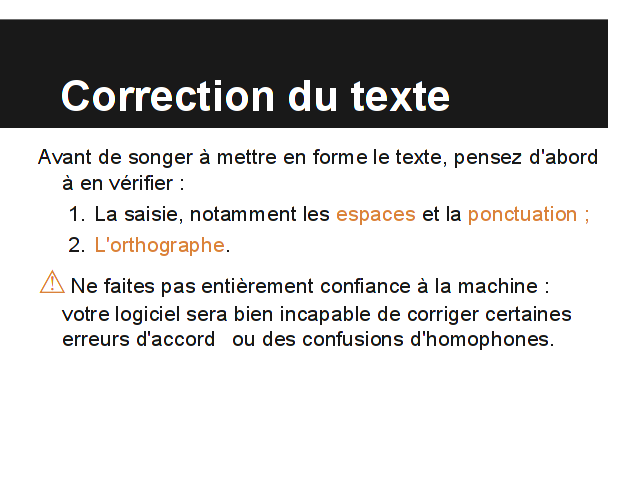 Correction du texte
Avant de songer à mettre en forme le texte, pensez d'abord
à en vérifier :
1. La saisie, notamment les espaces et la ponctuation ;
2. L'orthographe.
⚠ Ne faites pas entièrement confiance à la machine :
votre logiciel sera bien incapable de corriger certaines
erreurs d'accord  ou des confusions d'homophones.